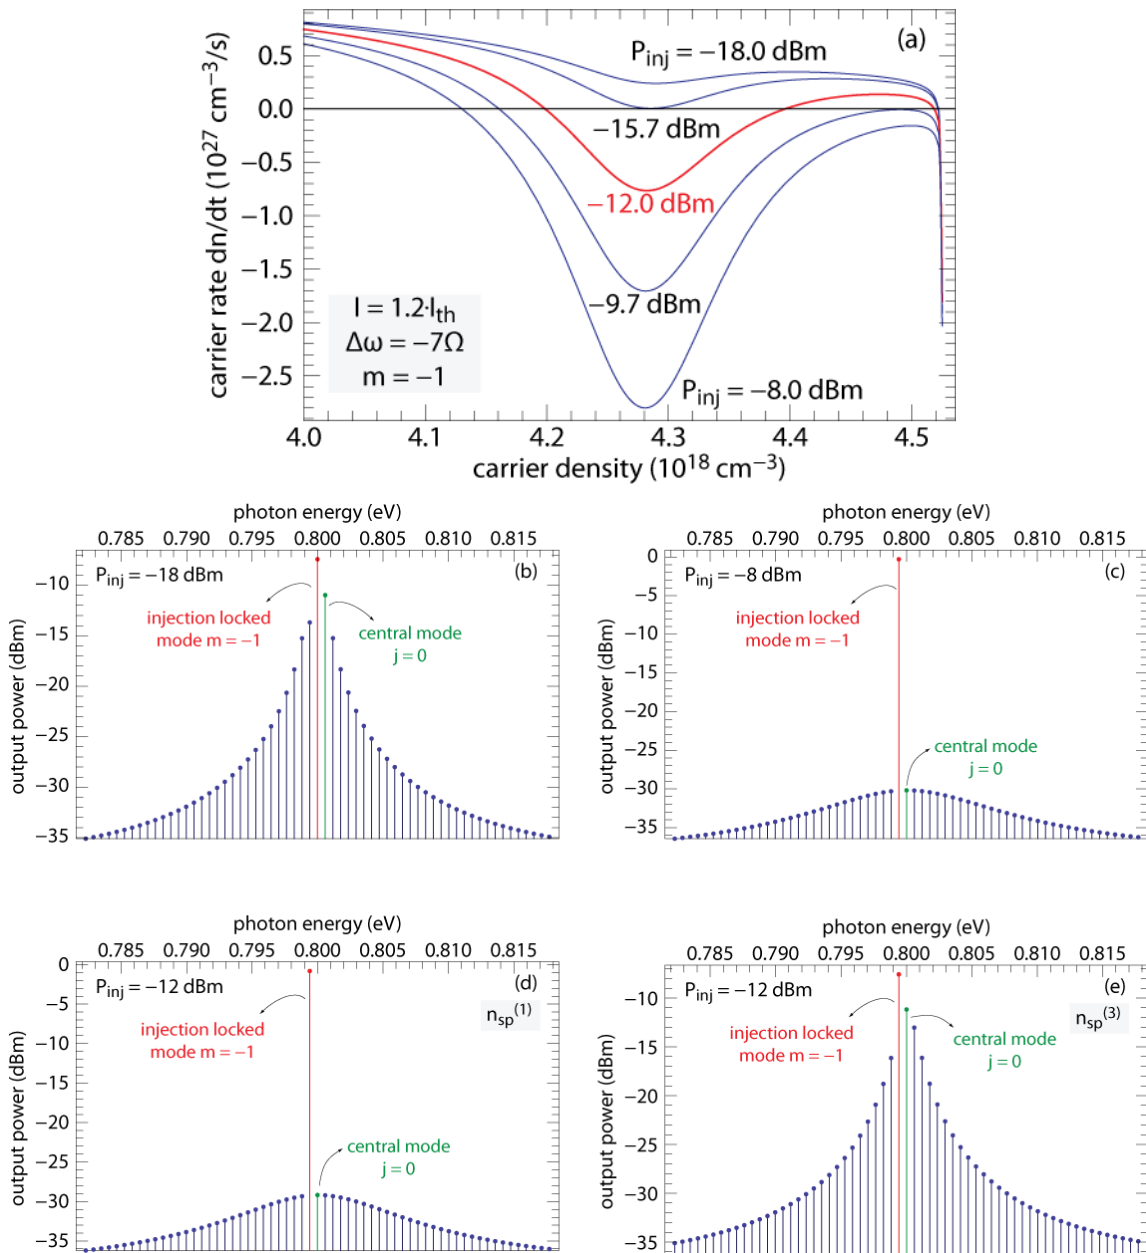 (a)
P_inj = −18.0 dBm
−15.7 dBm
−12.0 dBm
−9.7 dBm
P_inj = −8.0 dBm
I = 1.2·I_th
Δω = −7Ω
m = −1
carrier rate dn/dt (10^27 cm^−3/s)
0.5
0.0
−0.5
−1.0
−1.5
−2.0
−2.5
4.0 4.1 4.2 4.3 4.4 4.5
carrier density (10^18 cm^−3)
photon energy (eV)
0.785 0.790 0.795 0.800 0.805 0.810 0.815
P_inj = −18 dBm
(b)
injection locked
mode m = −1
central mode
j = 0
output power (dBm)
−10
−15
−20
−25
−30
−35
photon energy (eV)
0.785 0.790 0.795 0.800 0.805 0.810 0.815
P_inj = −8 dBm
(c)
injection locked
mode m = −1
central mode
j = 0
output power (dBm)
0
−5
−10
−15
−20
−25
−30
−35
photon energy (eV)
0.785 0.790 0.795 0.800 0.805 0.810 0.815
P_inj = −12 dBm
(d)
n_sp^(1)
injection locked
mode m = −1
central mode
j = 0
output power (dBm)
0
−5
−10
−15
−20
−25
−30
−35
photon energy (eV)
0.785 0.790 0.795 0.800 0.805 0.810 0.815
P_inj = −12 dBm
(e)
n_sp^(3)
injection locked
mode m = −1
central mode
j = 0
output power (dBm)
−10
−15
−20
−25
−30
−35